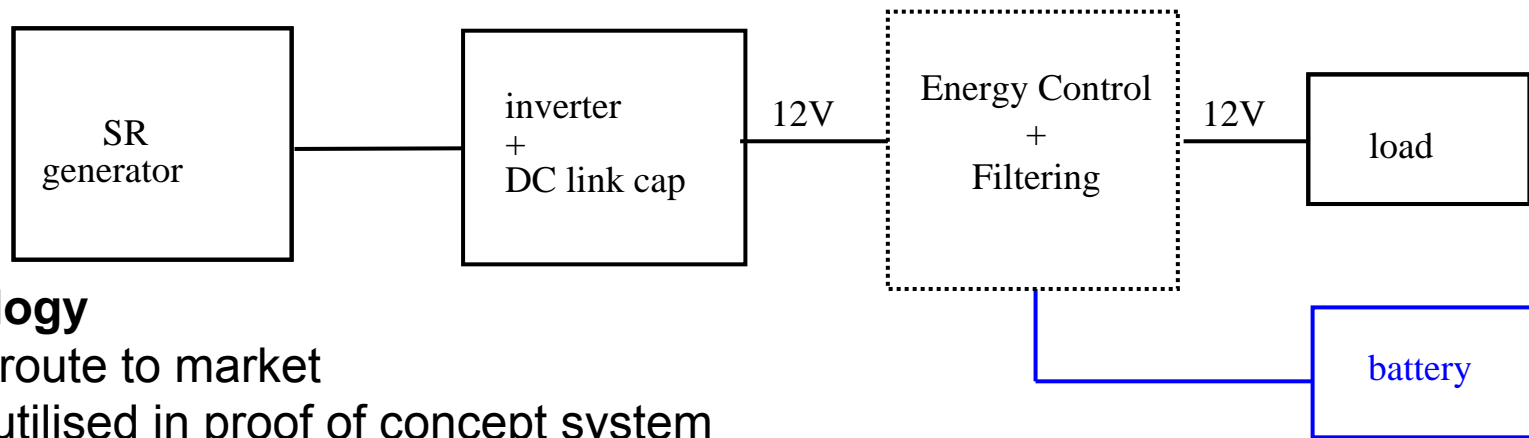 SR
generator
inverter
+
DC link cap
12V
Energy Control
+
Filtering
12V
load
battery
logy
route to market
utilised in proof of concept system